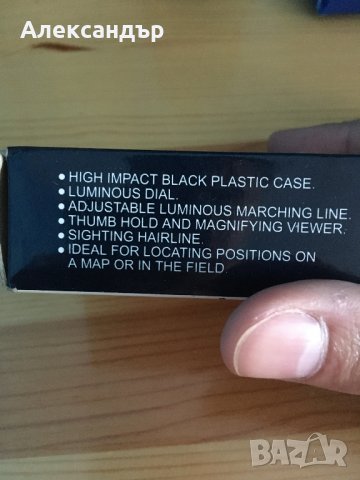 Александър
• HIGH IMPACT BLACK PLASTIC CASE.
• LUMINOUS DIAL.
• ADJUSTABLE LUMINOUS MARCHING LINE.
• THUMB HOLD AND MAGNIFYING VIEWER.
• SIGHTING HAIRLINE.
• IDEAL FOR LOCATING POSITIONS ON
A MAP OR IN THE FIELD.
BAZAR